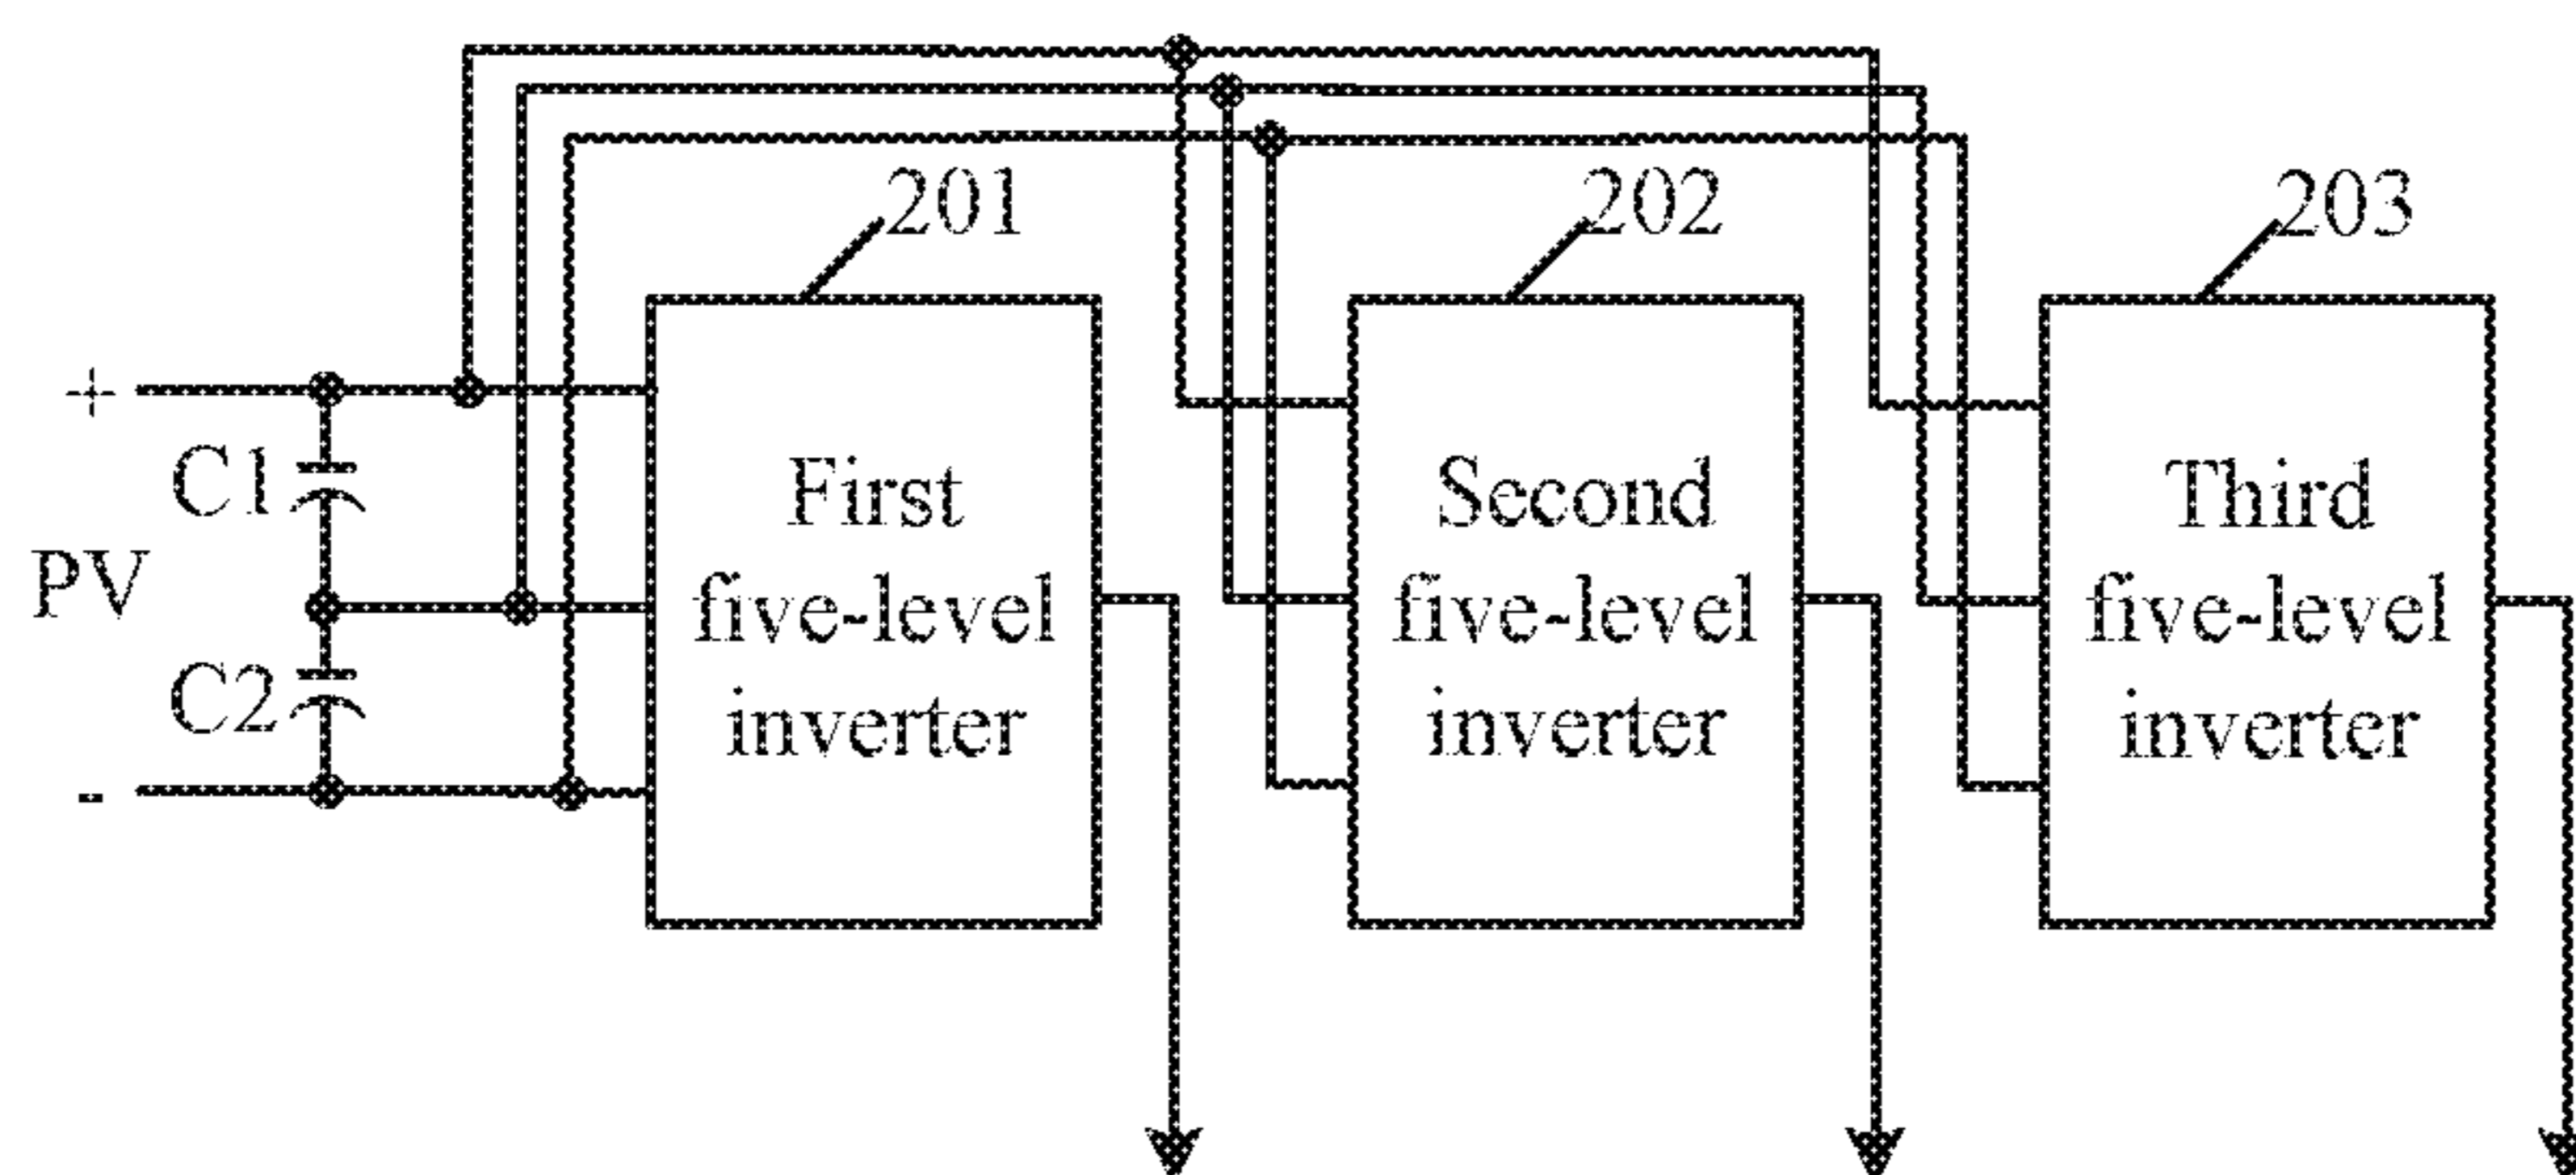 201
202
203
+
C1
PV
C2
-
First
five-level
inverter
Second
five-level
inverter
Third
five-level
inverter